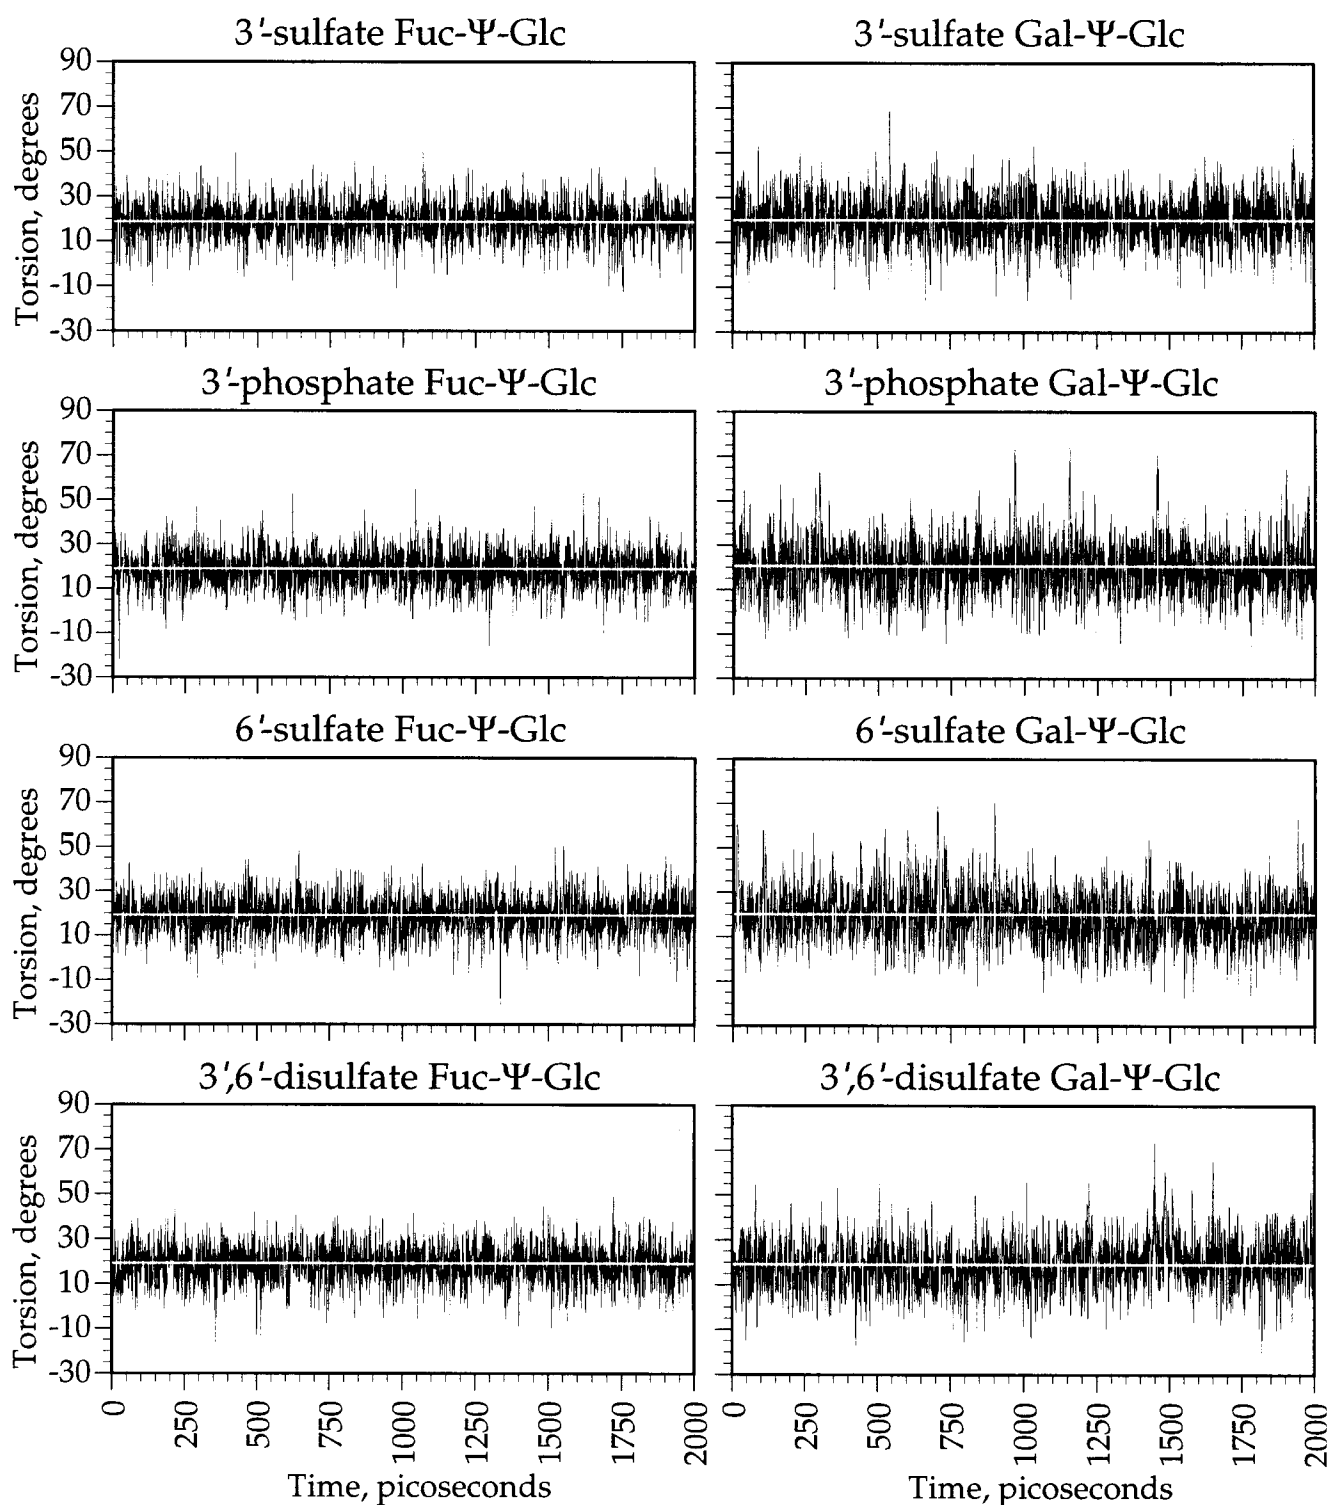 3'-sulfate Fuc-Ψ-Glc
3'-sulfate Gal-Ψ-Glc
Torsion, degrees
90
70
50
30
10
-10
-30
3'-phosphate Fuc-Ψ-Glc
3'-phosphate Gal-Ψ-Glc
Torsion, degrees
90
70
50
30
10
-10
-30
6'-sulfate Fuc-Ψ-Glc
6'-sulfate Gal-Ψ-Glc
Torsion, degrees
90
70
50
30
10
-10
-30
3',6'-disulfate Fuc-Ψ-Glc
3',6'-disulfate Gal-Ψ-Glc
Torsion, degrees
90
70
50
30
10
-10
-30
0 250 500 750 1000 1250 1500 1750 2000
0 250 500 750 1000 1250 1500 1750 2000
Time, picoseconds
Time, picoseconds